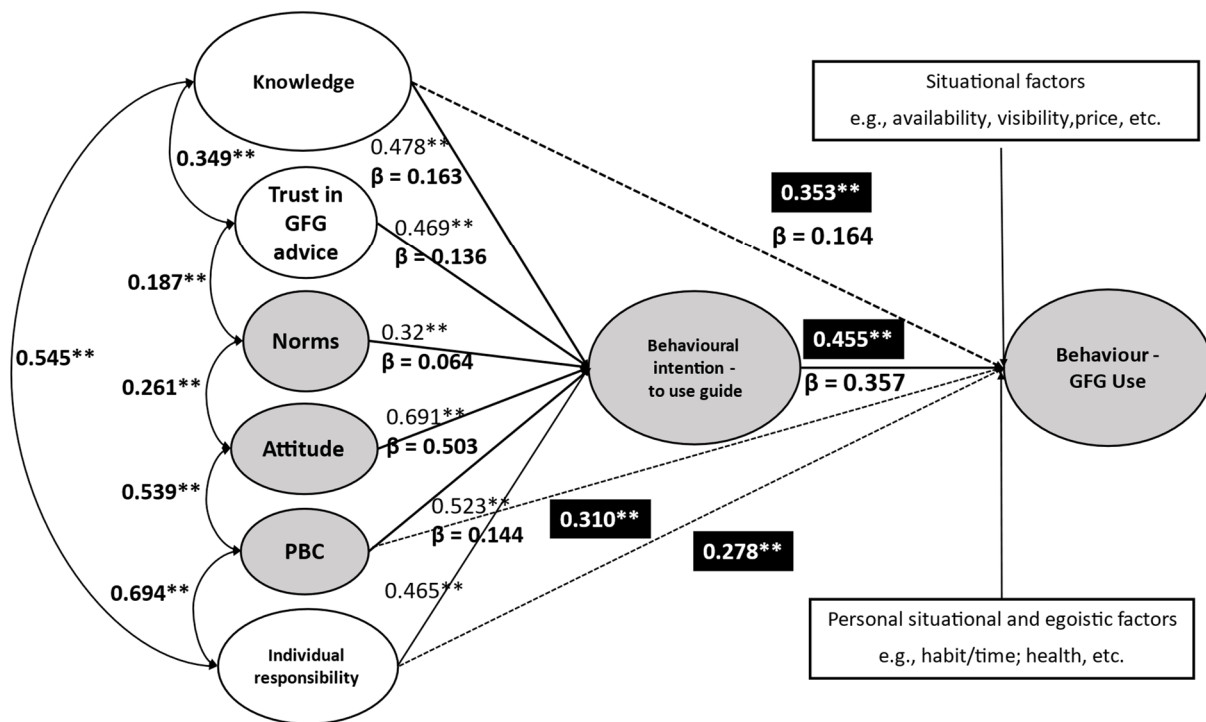 Knowledge
Situational factors
e.g., availability, visibility,price, etc.
0.349**
0.478**
β = 0.163
Trust in
GFG
advice
0.469**
β = 0.136
0.353**
β = 0.164
0.187**
Norms
0.32**
β = 0.064
0.545**
0.261**
Behavioural
intention -
to use guide
0.455**
β = 0.357
Behaviour -
GFG Use
Attitude
0.691**
β = 0.503
0.539**
PBC
0.523**
β = 0.144
0.310**
0.278**
0.694**
0.465**
Individual
responsibility
Personal situational and egoistic factors
e.g., habit/time; health, etc.